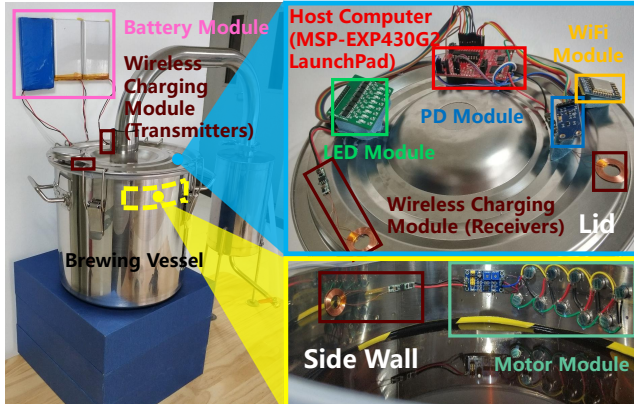 Battery Module
Wireless
Charging
Module
(Transmitters)
Brewing Vessel
Host Computer
(MSP-EXP430G2
LaunchPad)
WiFi
Module
PD Module
LED Module
Wireless Charging
Module (Receivers)
Lid
Side Wall
Motor Module